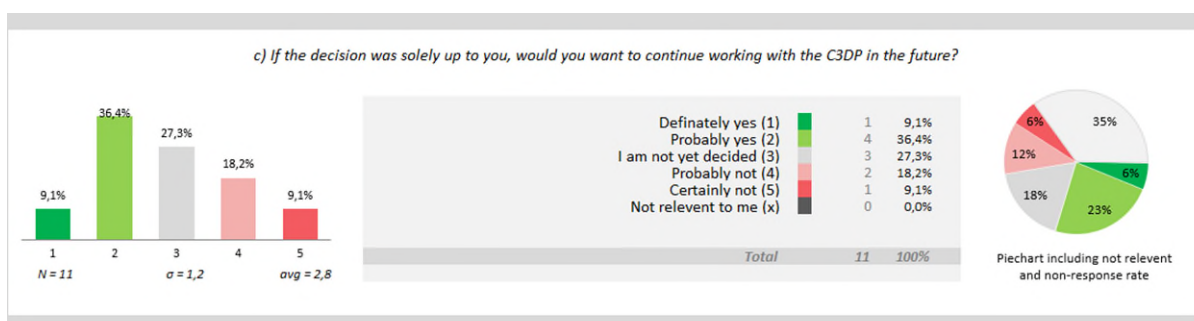 c) If the decision was solely up to you, would you want to continue working with the C3DP in the future?
9,1%
36,4%
27,3%
18,2%
9,1%
1 2 3 4 5
N = 11 σ = 1,2 avg = 2,8
Definately yes (1) 1 9,1%
Probably yes (2) 4 36,4%
I am not yet decided (3) 3 27,3%
Probably not (4) 2 18,2%
Certainly not (5) 1 9,1%
Not relevent to me (x) 0 0,0%
Total 11 100%
6%
35%
12%
6%
18%
23%
Piechart including not relevent
and non-response rate